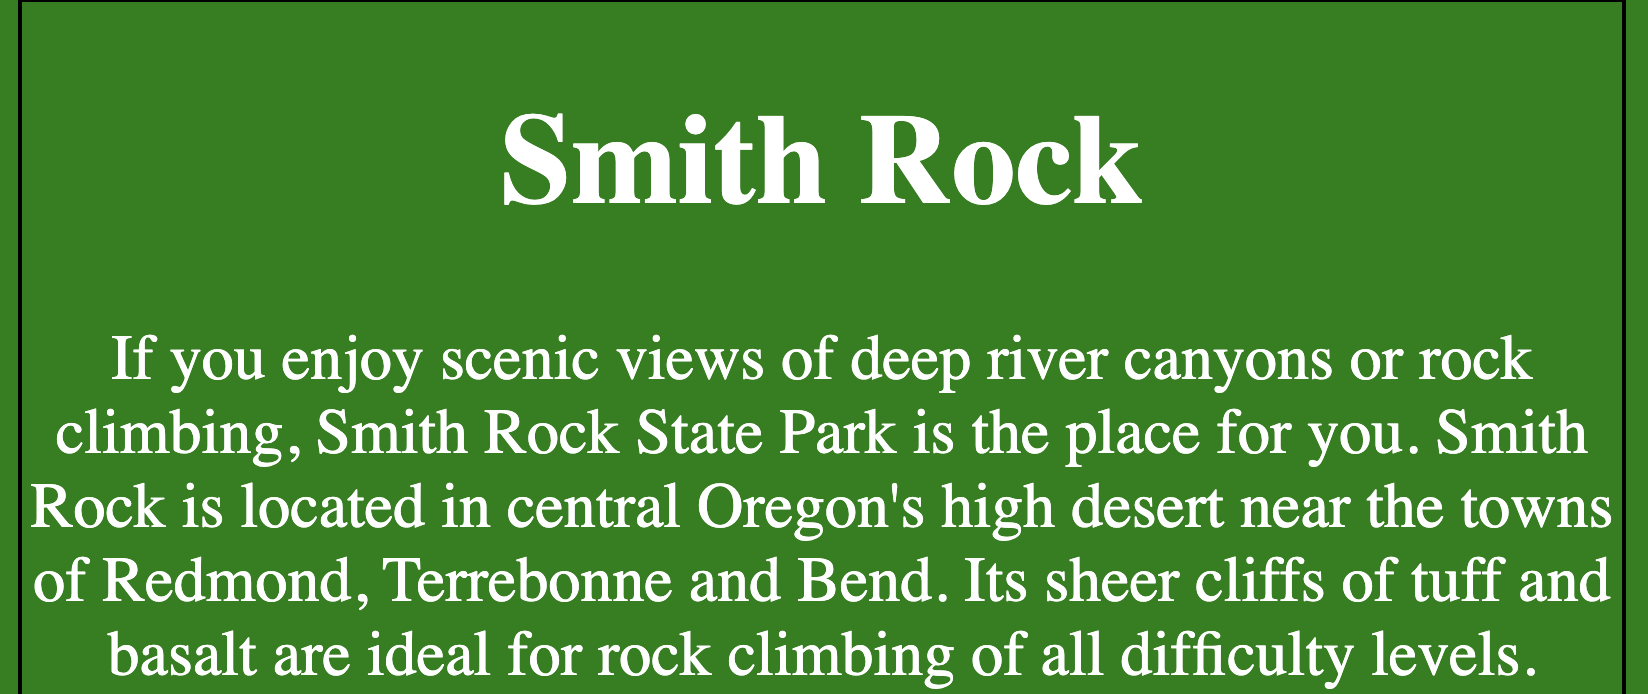 Smith Rock
If you enjoy scenic views of deep river canyons or rock
climbing, Smith Rock State Park is the place for you. Smith
Rock is located in central Oregon's high desert near the towns
of Redmond, Terrebonne and Bend. Its sheer cliffs of tuff and
basalt are ideal for rock climbing of all difficulty levels.